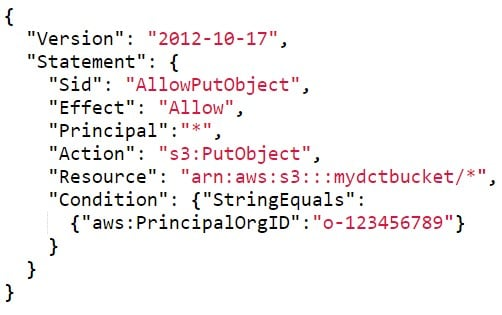 {
"Version": "2012-10-17",
"Statement": {
"Sid": "AllowPutObject",
"Effect": "Allow",
"Principal":"*",
"Action": "s3:PutObject",
"Resource": "arn:aws:s3:::mydctbucket/*",
"Condition": {"StringEquals":
{"aws:PrincipalOrgID":"o-123456789"}
}
}
}